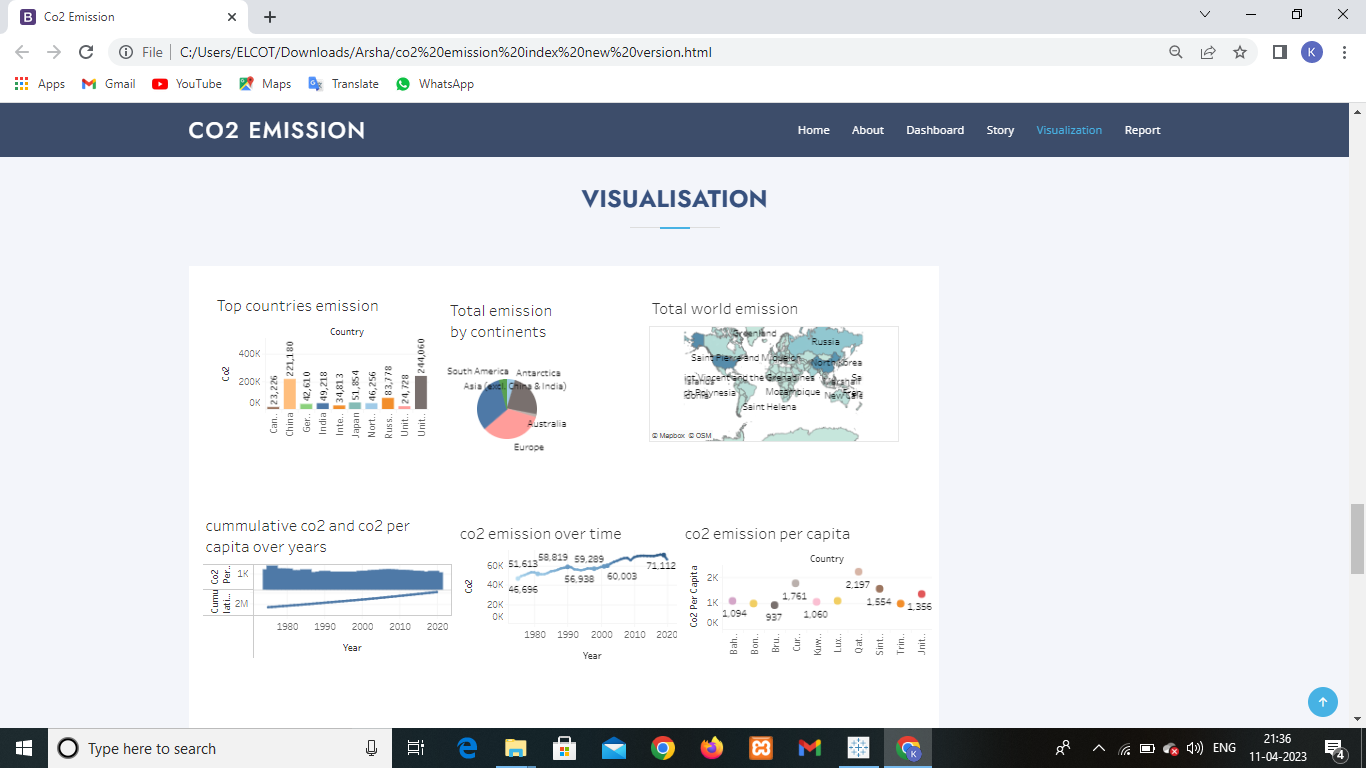 Co2 Emission
File
C:/Users/ELCOT/Downloads/Arsha/co2%20emission%20index%20new%20version.html
K
Apps Gmail YouTube Maps Translate WhatsApp
CO2 EMISSION
Home About Dashboard Story Visualization Report
VISUALISATION
Top countries emission
Country
Co2
400K
200K
0K
23,226 221,180 42,610 49,218 34,813 51,854 46,256 83,778 24,728 244,060
Can.. China Ger.. India Inte.. Japan Nort.. Russ.. Unit.. Unit..
Total emission
by continents
South America
Antarctica
Asia (excl. China & India)
Australia
Europe
Total world emission
Greenland
Russia
Saint Pierre and Miquelon
North Korea
int Vincent and the Grenadines
Mozambique
Saint Helena
© Mapbox © OSM
cummulative co2 and co2 per
capita over years
Co2
Per..
1K
Cumu
lati..
2M
1980 1990 2000 2010 2020
Year
co2 emission over time
Co2
60K
40K
20K
0K
51,613
58,819
59,289
71,112
46,696
56,938
60,003
1980 1990 2000 2010 2020
Year
co2 emission per capita
Country
Co2 Per Capita
2K
1K
0K
1,094
937
1,761
1,060
2,197
1,554
1,356
Bah.. Bon.. Bru.. Cur.. Kuw.. Lux.. Qat.. Sint.. Trin.. Unit..
Type here to search
K
ENG
21:36
11-04-2023
4